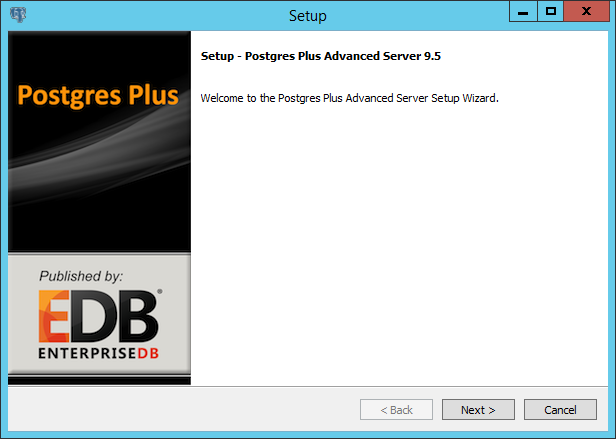 Setup
Postgres Plus
Setup - Postgres Plus Advanced Server 9.5
Welcome to the Postgres Plus Advanced Server Setup Wizard.
Published by:
EDB
ENTERPRISEDB
< Back
Next >
Cancel